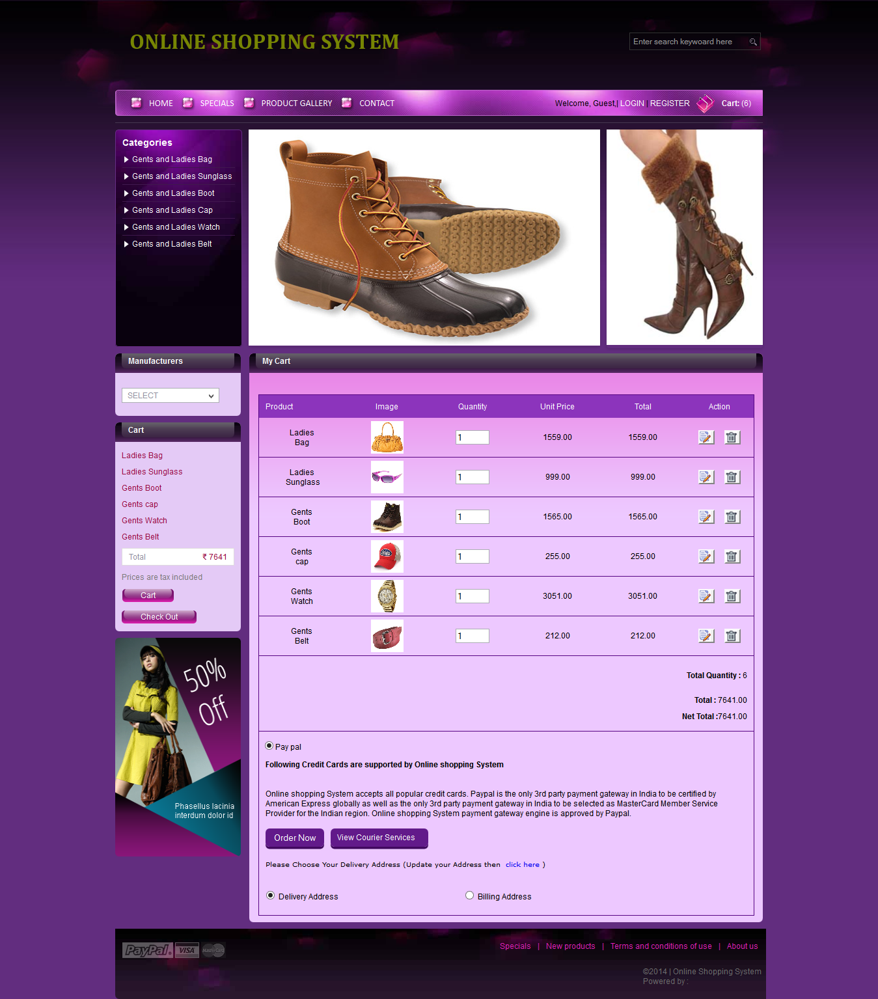 ONLINE SHOPPING SYSTEM
Enter search keywoard here
HOME SPECIALS PRODUCT GALLERY CONTACT
Welcome, Guest,| LOGIN | REGISTER Cart: (6)
Categories
Gents and Ladies Bag
Gents and Ladies Sunglass
Gents and Ladies Boot
Gents and Ladies Cap
Gents and Ladies Watch
Gents and Ladies Belt
Manufacturers
SELECT
Cart
Ladies Bag
Ladies Sunglass
Gents Boot
Gents cap
Gents Watch
Gents Belt
Total ₹ 7641
Prices are tax included
Cart
Check Out
50%
Off
Phasellus lacinia
interdum dolor id
My Cart
Product Image Quantity Unit Price Total Action
Ladies
Bag
1 1559.00 1559.00
Ladies
Sunglass
1 999.00 999.00
Gents
Boot
1 1565.00 1565.00
Gents
cap
1 255.00 255.00
Gents
Watch
1 3051.00 3051.00
Gents
Belt
1 212.00 212.00
Total Quantity : 6
Total : 7641.00
Net Total :7641.00
Pay pal
Following Credit Cards are supported by Online shopping System
Online shopping System accepts all popular credit cards. Paypal is the only 3rd party payment gateway in India to be certified by
American Express globally as well as the only 3rd party payment gateway in India to be selected as MasterCard Member Service
Provider for the Indian region. Online shopping System payment gateway engine is approved by Paypal.
Order Now View Courier Services
Please Choose Your Delivery Address (Update your Address then click here )
Delivery Address Billing Address
PayPal VISA MasterCard
Specials | New products | Terms and conditions of use | About us
©2014 | Online Shopping System
Powered by :